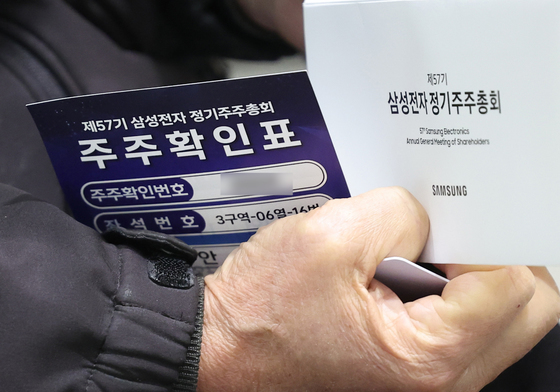 제57기 삼성전자 정기주주총회
주주확인표
주주확인번호
좌석번호 3구역-06열-16번
안
제57기
삼성전자 정기주주총회
57th Samsung Electronics
Annual General Meeting of Shareholders
SAMSUNG